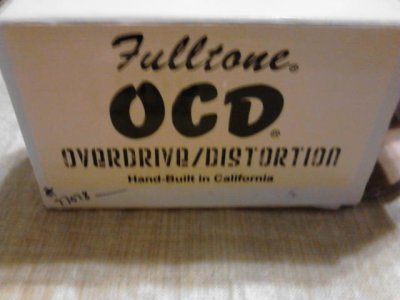 Fulltone®
OCD®
OVERDRIVE/DISTORTION
Hand-Built in California